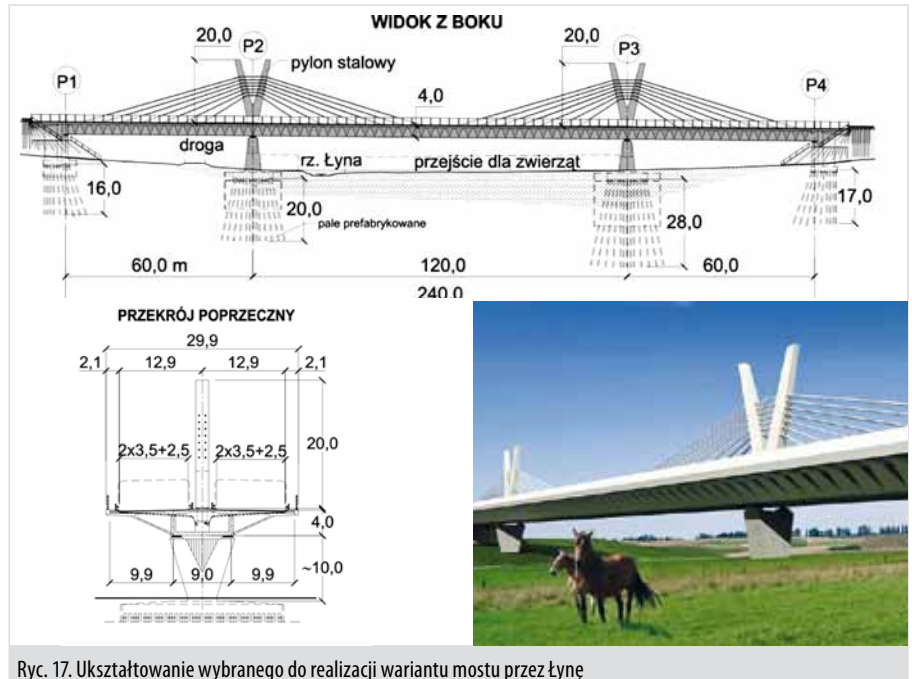 WIDOK Z BOKU
20,0
P2
20,0
P3
pylon stalowy
P1
4,0
P4
droga
rz. Łyna
przejście dla zwierząt
16,0
20,0
pale prefabrykowane
28,0
17,0
60,0 m
120,0
60,0
240,0
PRZEKRÓJ POPRZECZNY
29,9
2,1
12,9
12,9
2,1
2x3,5+2,5
2x3,5+2,5
20,0
4,0
9,9
9,0
9,9
~10,0
Ryc. 17. Ukształtowanie wybranego do realizacji wariantu mostu przez Łynę